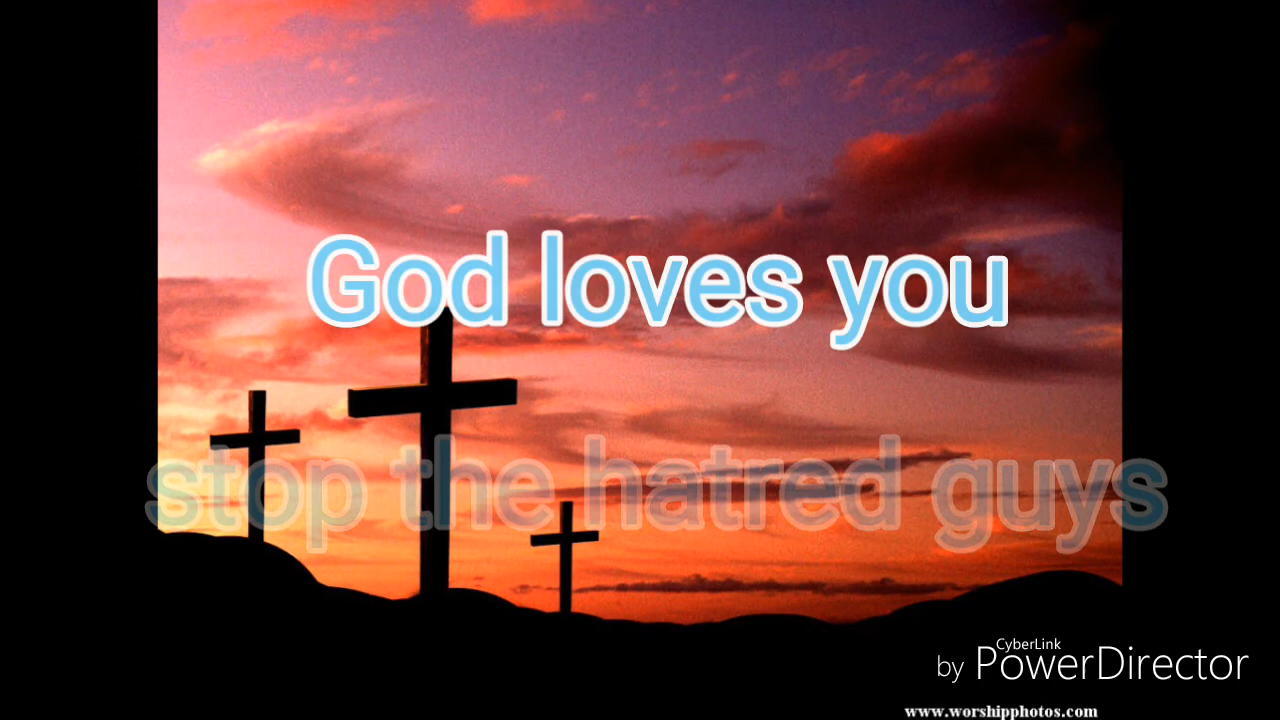 God loves you
stop the hatred guys
CyberLink
by PowerDirector
www.worshipphotos.com